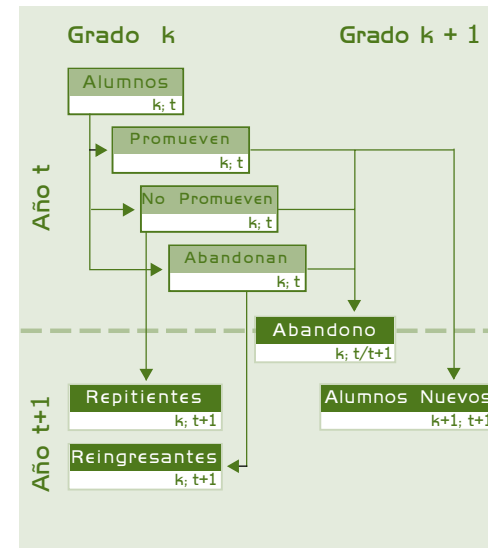 Grado k
Grado k + 1
Año t
Alumnos
k; t
Promueven
k; t
No Promueven
k; t
Abandonan
k; t
Abandono
k; t/t+1
Año t+1
Repitientes
k; t+1
Alumnos Nuevos
k+1; t+1
Reingresantes
k; t+1